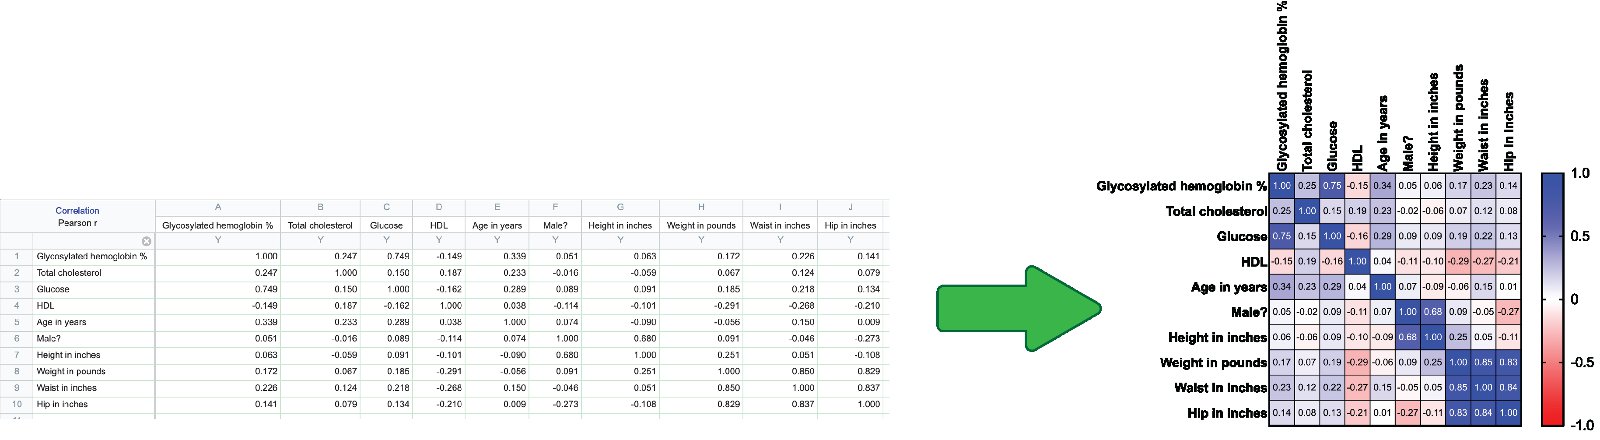 Correlation
Pearson r
A B C D E F G H I J
Glycosylated hemoglobin % Total cholesterol Glucose HDL Age in years Male? Height in inches Weight in pounds Waist in inches Hip in inches
Y Y Y Y Y Y Y Y Y Y
1 Glycosylated hemoglobin % 1.000 0.247 0.749 -0.149 0.339 0.051 0.063 0.172 0.226 0.141
2 Total cholesterol 0.247 1.000 0.150 0.187 0.233 -0.016 -0.059 0.067 0.124 0.079
3 Glucose 0.749 0.150 1.000 -0.162 0.289 0.089 0.091 0.185 0.218 0.134
4 HDL -0.149 0.187 -0.162 1.000 0.038 -0.114 -0.101 -0.291 -0.268 -0.210
5 Age in years 0.339 0.233 0.289 0.038 1.000 0.074 -0.090 -0.056 0.150 0.009
6 Male? 0.051 -0.016 0.089 -0.114 0.074 1.000 0.680 0.091 -0.046 -0.273
7 Height in inches 0.063 -0.059 0.091 -0.101 -0.090 0.680 1.000 0.251 0.051 -0.108
8 Weight in pounds 0.172 0.067 0.185 -0.291 -0.056 0.091 0.251 1.000 0.850 0.829
9 Waist in inches 0.226 0.124 0.218 -0.268 0.150 -0.046 0.051 0.850 1.000 0.837
10 Hip in inches 0.141 0.079 0.134 -0.210 0.009 -0.273 -0.108 0.829 0.837 1.000
Glycosylated hemoglobin %
Total cholesterol
Glucose
HDL
Age in years
Male?
Height in inches
Weight in pounds
Waist in inches
Hip in inches
Glycosylated hemoglobin % 1.00 0.25 0.75 -0.15 0.34 0.05 0.06 0.17 0.23 0.14
Total cholesterol 0.25 1.00 0.15 0.19 0.23 -0.02 -0.06 0.07 0.12 0.08
Glucose 0.75 0.15 1.00 -0.16 0.29 0.09 0.09 0.19 0.22 0.13
HDL -0.15 0.19 -0.16 1.00 0.04 -0.11 -0.10 -0.29 -0.27 -0.21
Age in years 0.34 0.23 0.29 0.04 1.00 0.07 -0.09 -0.06 0.15 0.01
Male? 0.05 -0.02 0.09 -0.11 0.07 1.00 0.68 0.09 -0.05 -0.27
Height in inches 0.06 -0.06 0.09 -0.10 -0.09 0.68 1.00 0.25 0.05 -0.11
Weight in pounds 0.17 0.07 0.19 -0.29 -0.06 0.09 0.25 1.00 0.85 0.83
Waist in inches 0.23 0.12 0.22 -0.27 0.15 -0.05 0.05 0.85 1.00 0.84
Hip in inches 0.14 0.08 0.13 -0.21 0.01 -0.27 -0.11 0.83 0.84 1.00
1.0
0.5
0
-0.5
-1.0